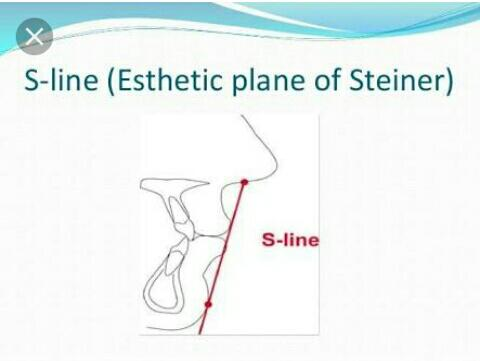 S-line (Esthetic plane of Steiner)
S-line